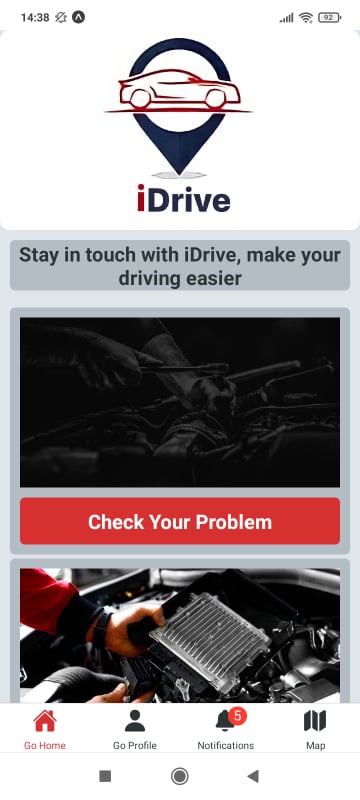 14:38
92
iDrive
Stay in touch with iDrive, make your
driving easier
Check Your Problem
5
Go Home
Go Profile
Notifications
Map